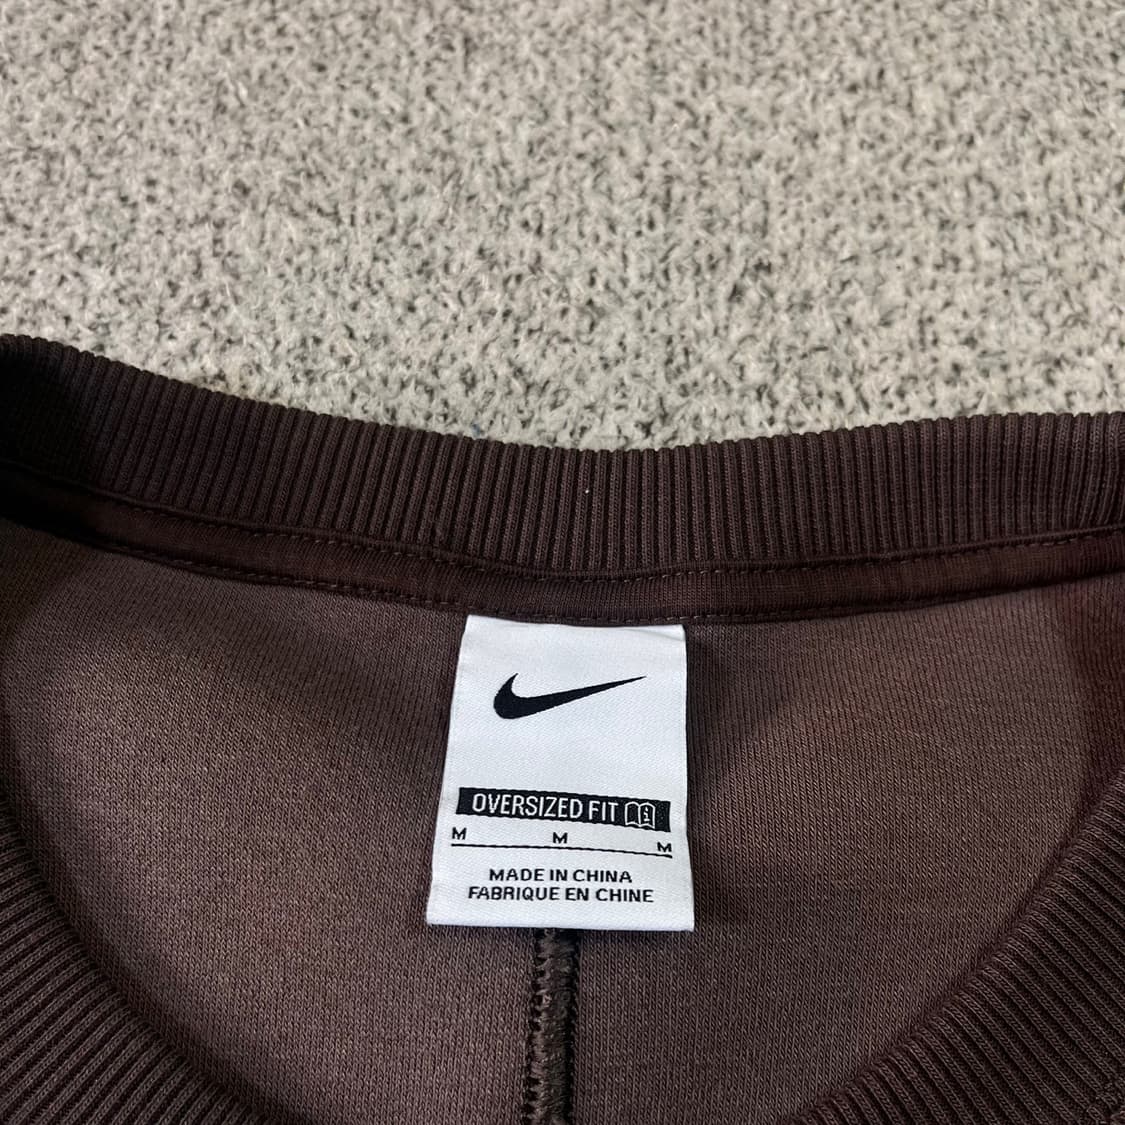 OVERSIZED FIT
M M M
MADE IN CHINA
FABRIQUE EN CHINE